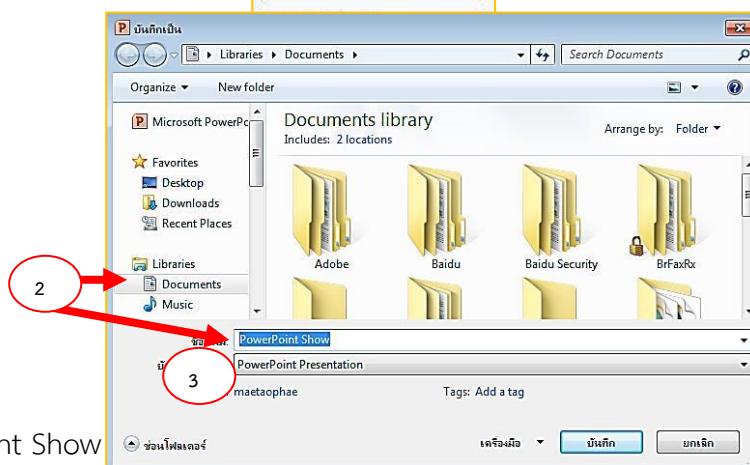 บันทึกเป็น
Libraries ▸ Documents ▸
Search Documents
Organize
New folder
Microsoft PowerPo
Favorites
Desktop
Downloads
Recent Places
Libraries
Documents
Music
Documents library
Includes: 2 locations
Arrange by: Folder
Adobe
Baidu
Baidu Security
BrFaxRx
2
PowerPoint Show
3
PowerPoint Presentation
maetaophae
Tags: Add a tag
nt Show
ซ่อนโฟลเดอร์
เครื่องมือ
บันทึก
ยกเลิก